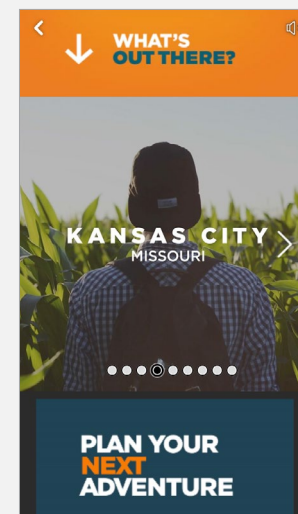 WHAT'S
OUT THERE?
KANSAS CITY
MISSOURI
PLAN YOUR
NEXT
ADVENTURE